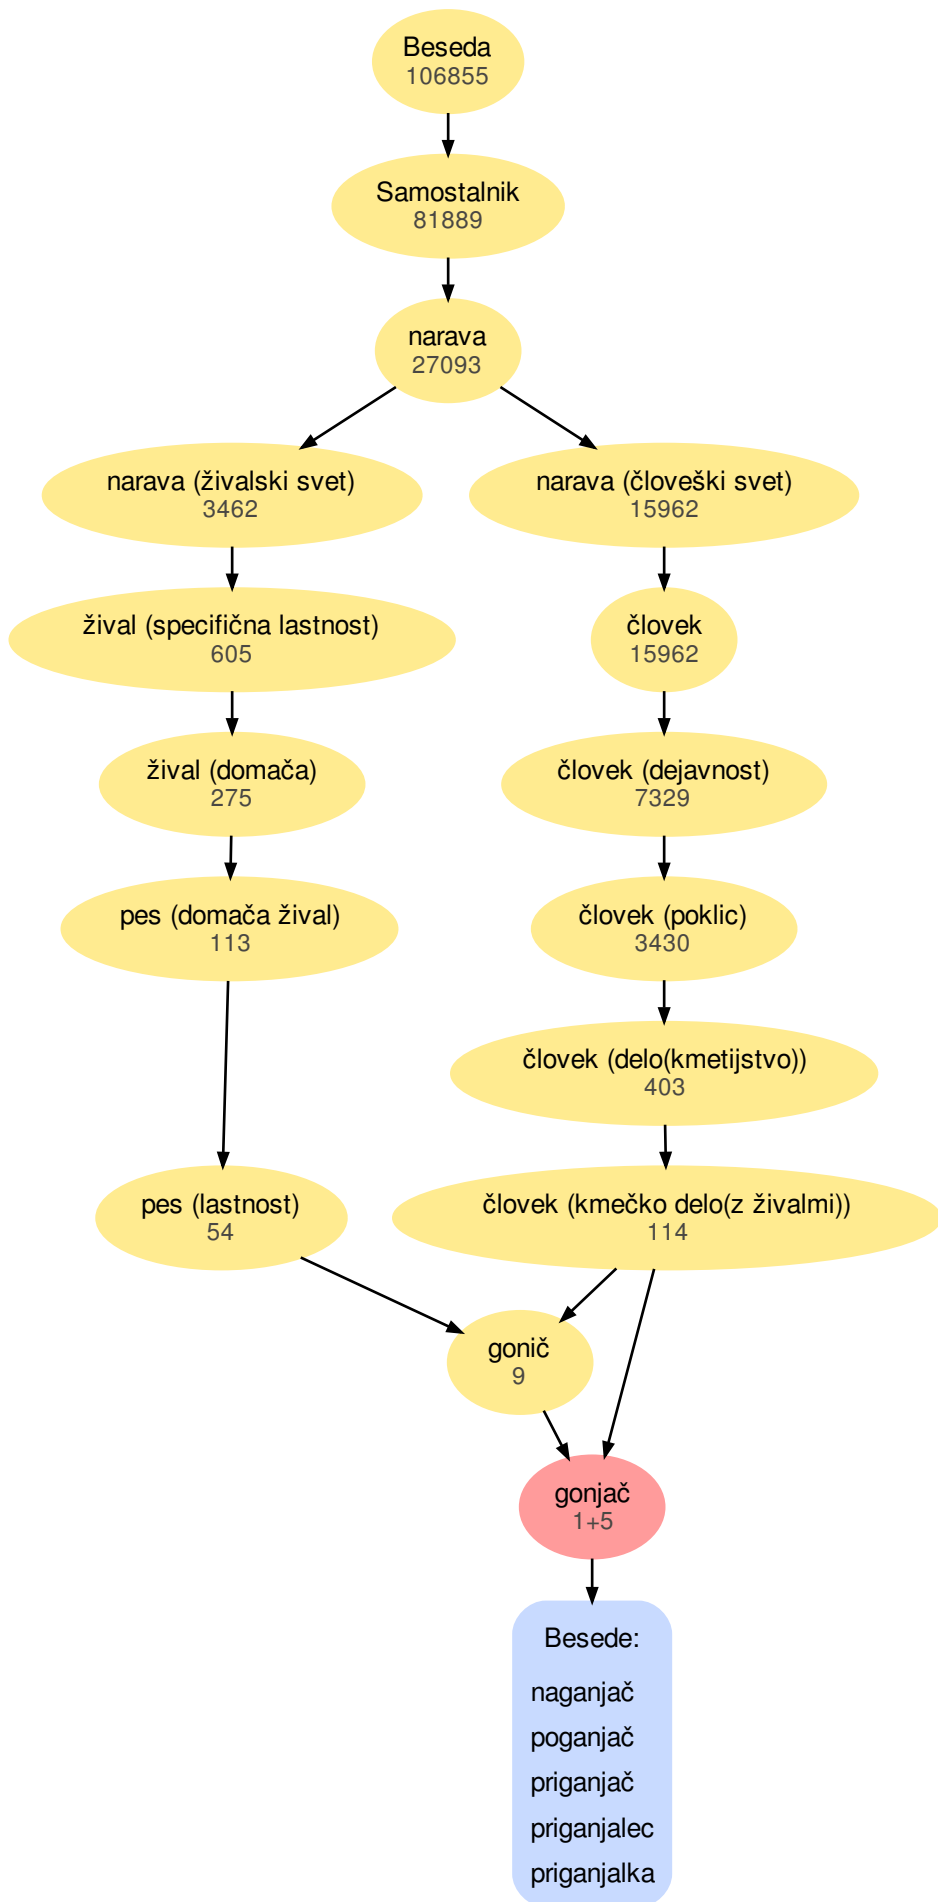 Beseda
106855
Samostalnik
81889
narava
27093
narava (živalski svet)
3462
narava (človeški svet)
15962
žival (specifična lastnost)
605
človek
15962
žival (domača)
275
človek (dejavnost)
7329
pes (domača žival)
113
človek (poklic)
3430
človek (delo(kmetijstvo))
403
pes (lastnost)
54
človek (kmečko delo(z živalmi))
114
gonič
9
gonjač
1+5
Besede:
naganjač
poganjač
priganjač
priganjalec
priganjalka